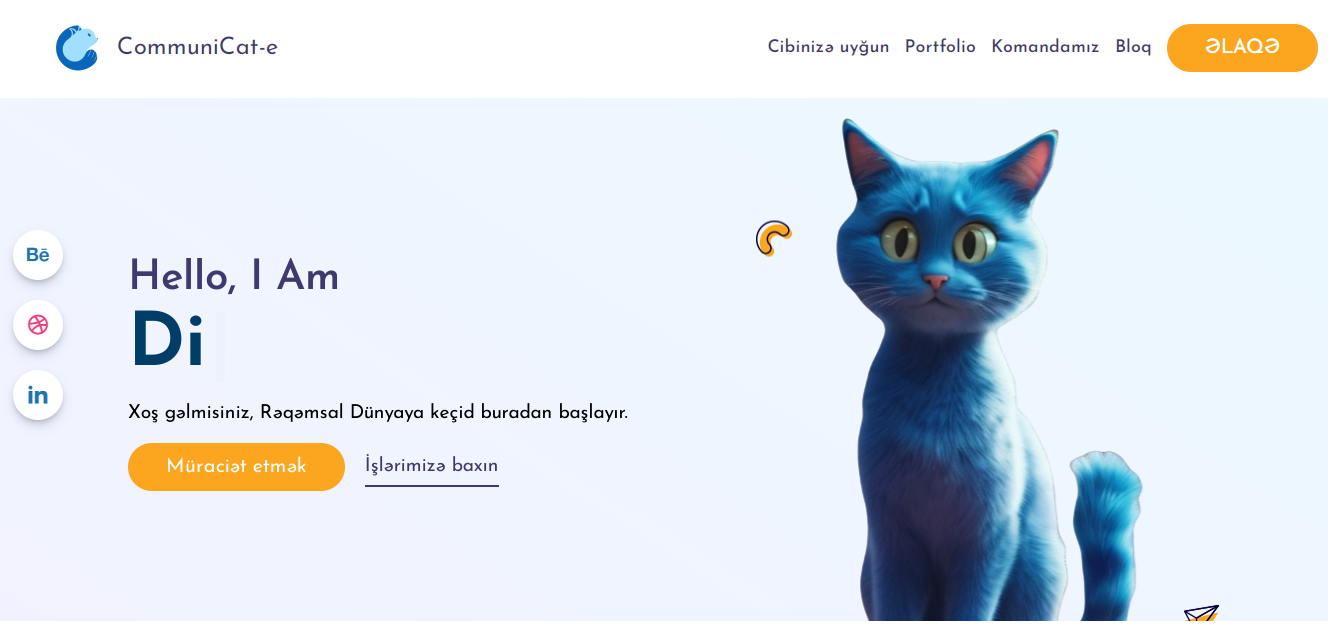 CommuniCat-e
Cibinizə uyğun Portfolio Komandamız Bloq ƏLAQƏ
Bē
in
Hello, I Am
Di
Xoş gəlmisiniz, Rəqəmsal Dünyaya keçid buradan başlayır.
Müraciət etmək İşlərimizə baxın